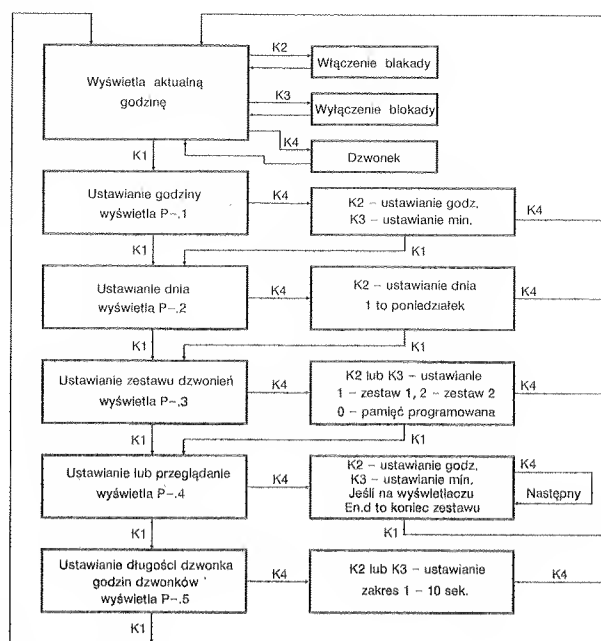 K2
Wyświetla aktualną
godzinę
Włączenie blakady
K3
Wyłączenie blokady
K4
Dzwonek
K1
Ustawianie godziny
wyświetla P–.1
K4
K2 – ustawianie godz.
K3 – ustawianie min.
K4
K1
K1
Ustawianie dnia
wyświetla P–.2
K4
K2 – ustawianie dnia
1 to poniedziałek
K4
K1
K1
Ustawianie zestawu dzwonień
wyświetla P–.3
K4
K2 lub K3 – ustawianie
1 – zestaw 1, 2 – zestaw 2
0 – pamięć programowana
K4
K1
K1
Ustawianie lub przeglądanie
wyświetla P–.4
K4
K2 – ustawianie godz.
K3 – ustawianie min.
Jeśli na wyświetlaczu
En.d to koniec zestawu
K4
Następny
K1
K1
Ustawianie długości dzwonka
godzin dzwonków
wyświetla P–.5
K4
K2 lub K3 – ustawianie
zakres 1 – 10 sek.
K4
K1